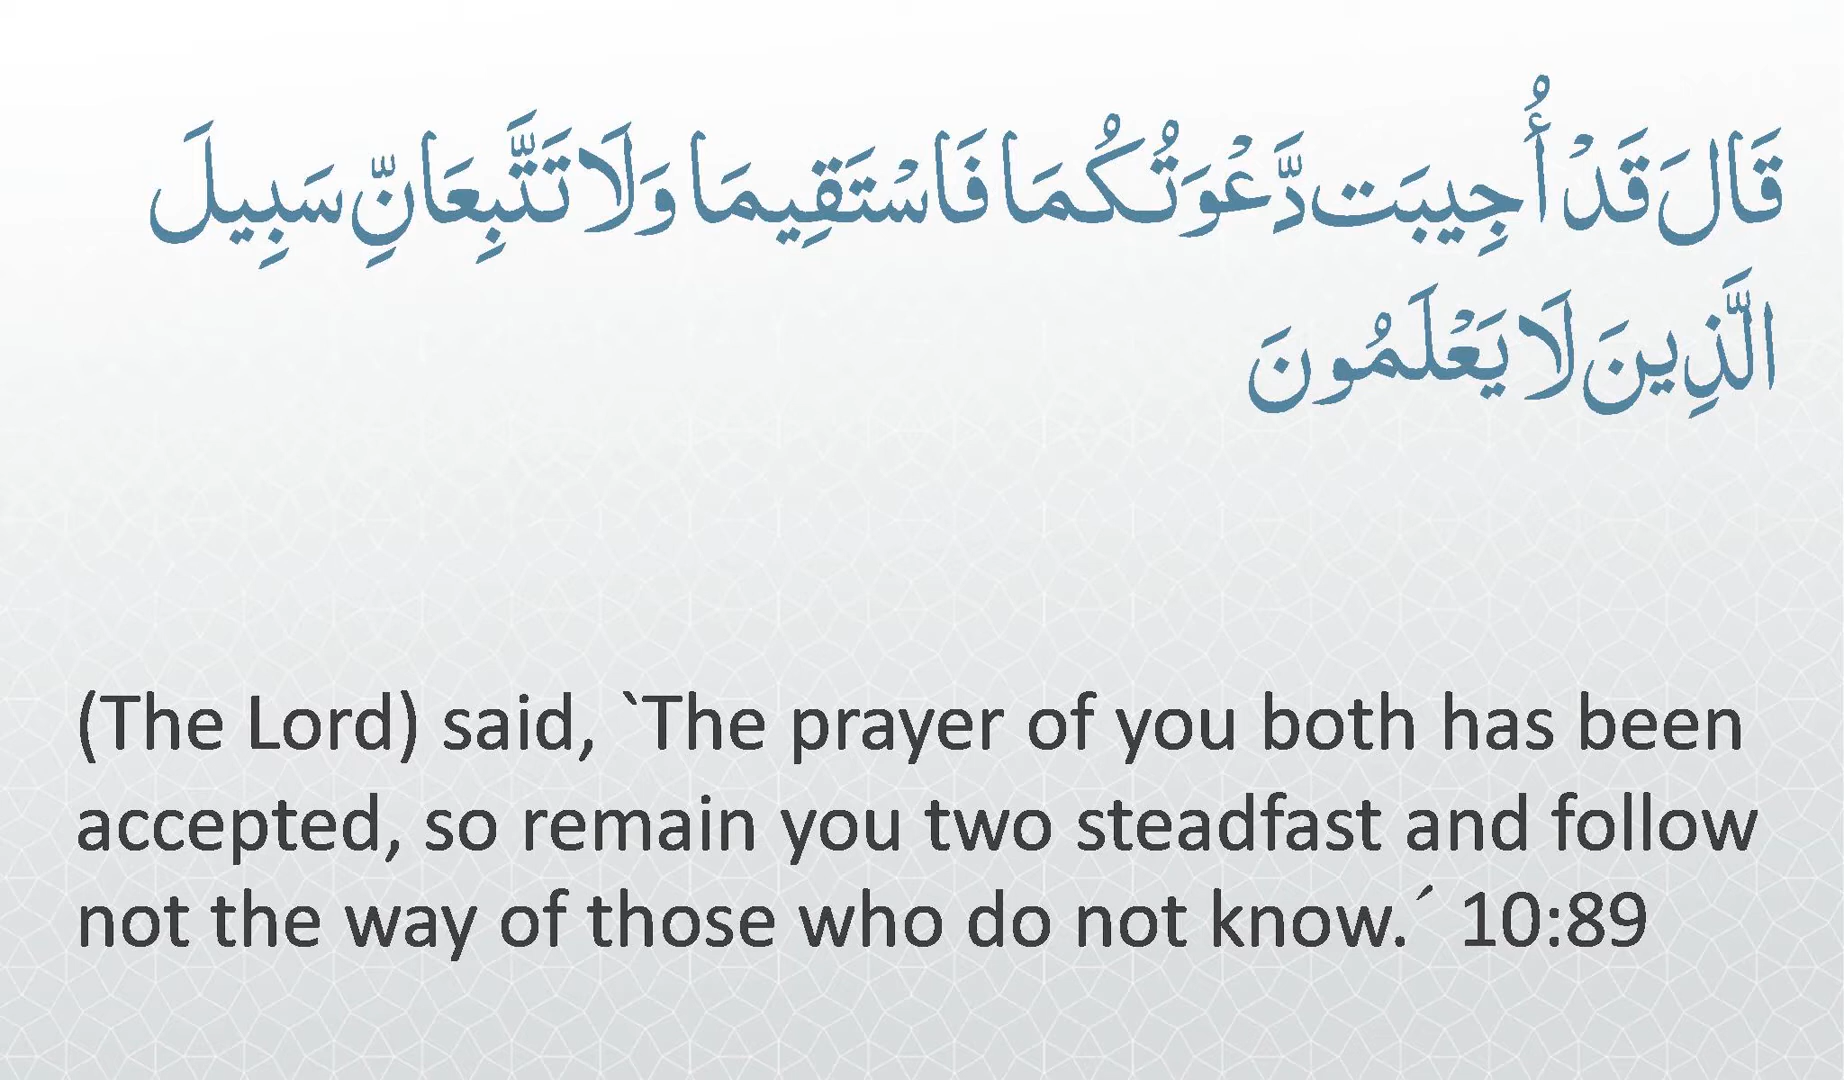 قَالَ قَدْ أُجِيبَت دَّعْوَتُكُمَا فَاسْتَقِيمَا وَلَا تَتَّبِعَانِّ سَبِيلَ
الَّذِينَ لَا يَعْلَمُونَ
(The Lord) said, `The prayer of you both has been
accepted, so remain you two steadfast and follow
not the way of those who do not know.´ 10:89